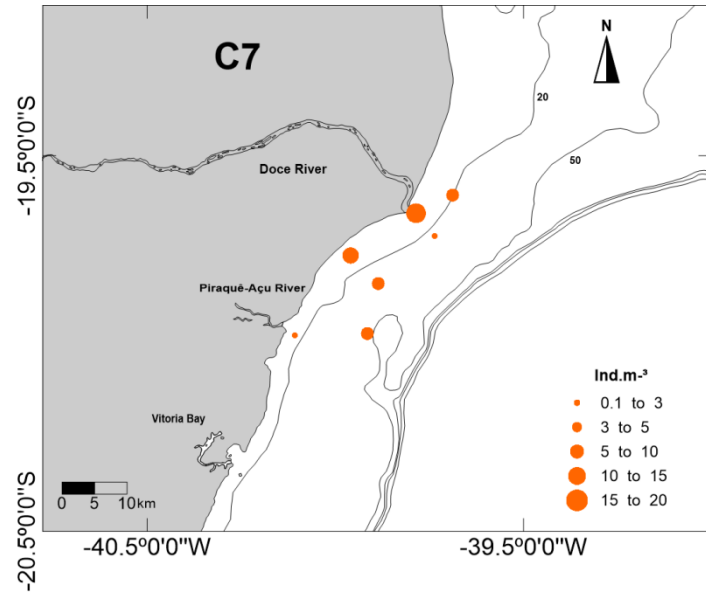 C7
N
20
-19.5º0'0"S
Doce River
50
Piraquê-Açu River
Ind.m-³
0.1 to 3
Vitoria Bay
3 to 5
5 to 10
10 to 15
0 5 10km
15 to 20
-20.5º0'0"S
-40.5º0'0"W
-39.5º0'0"W